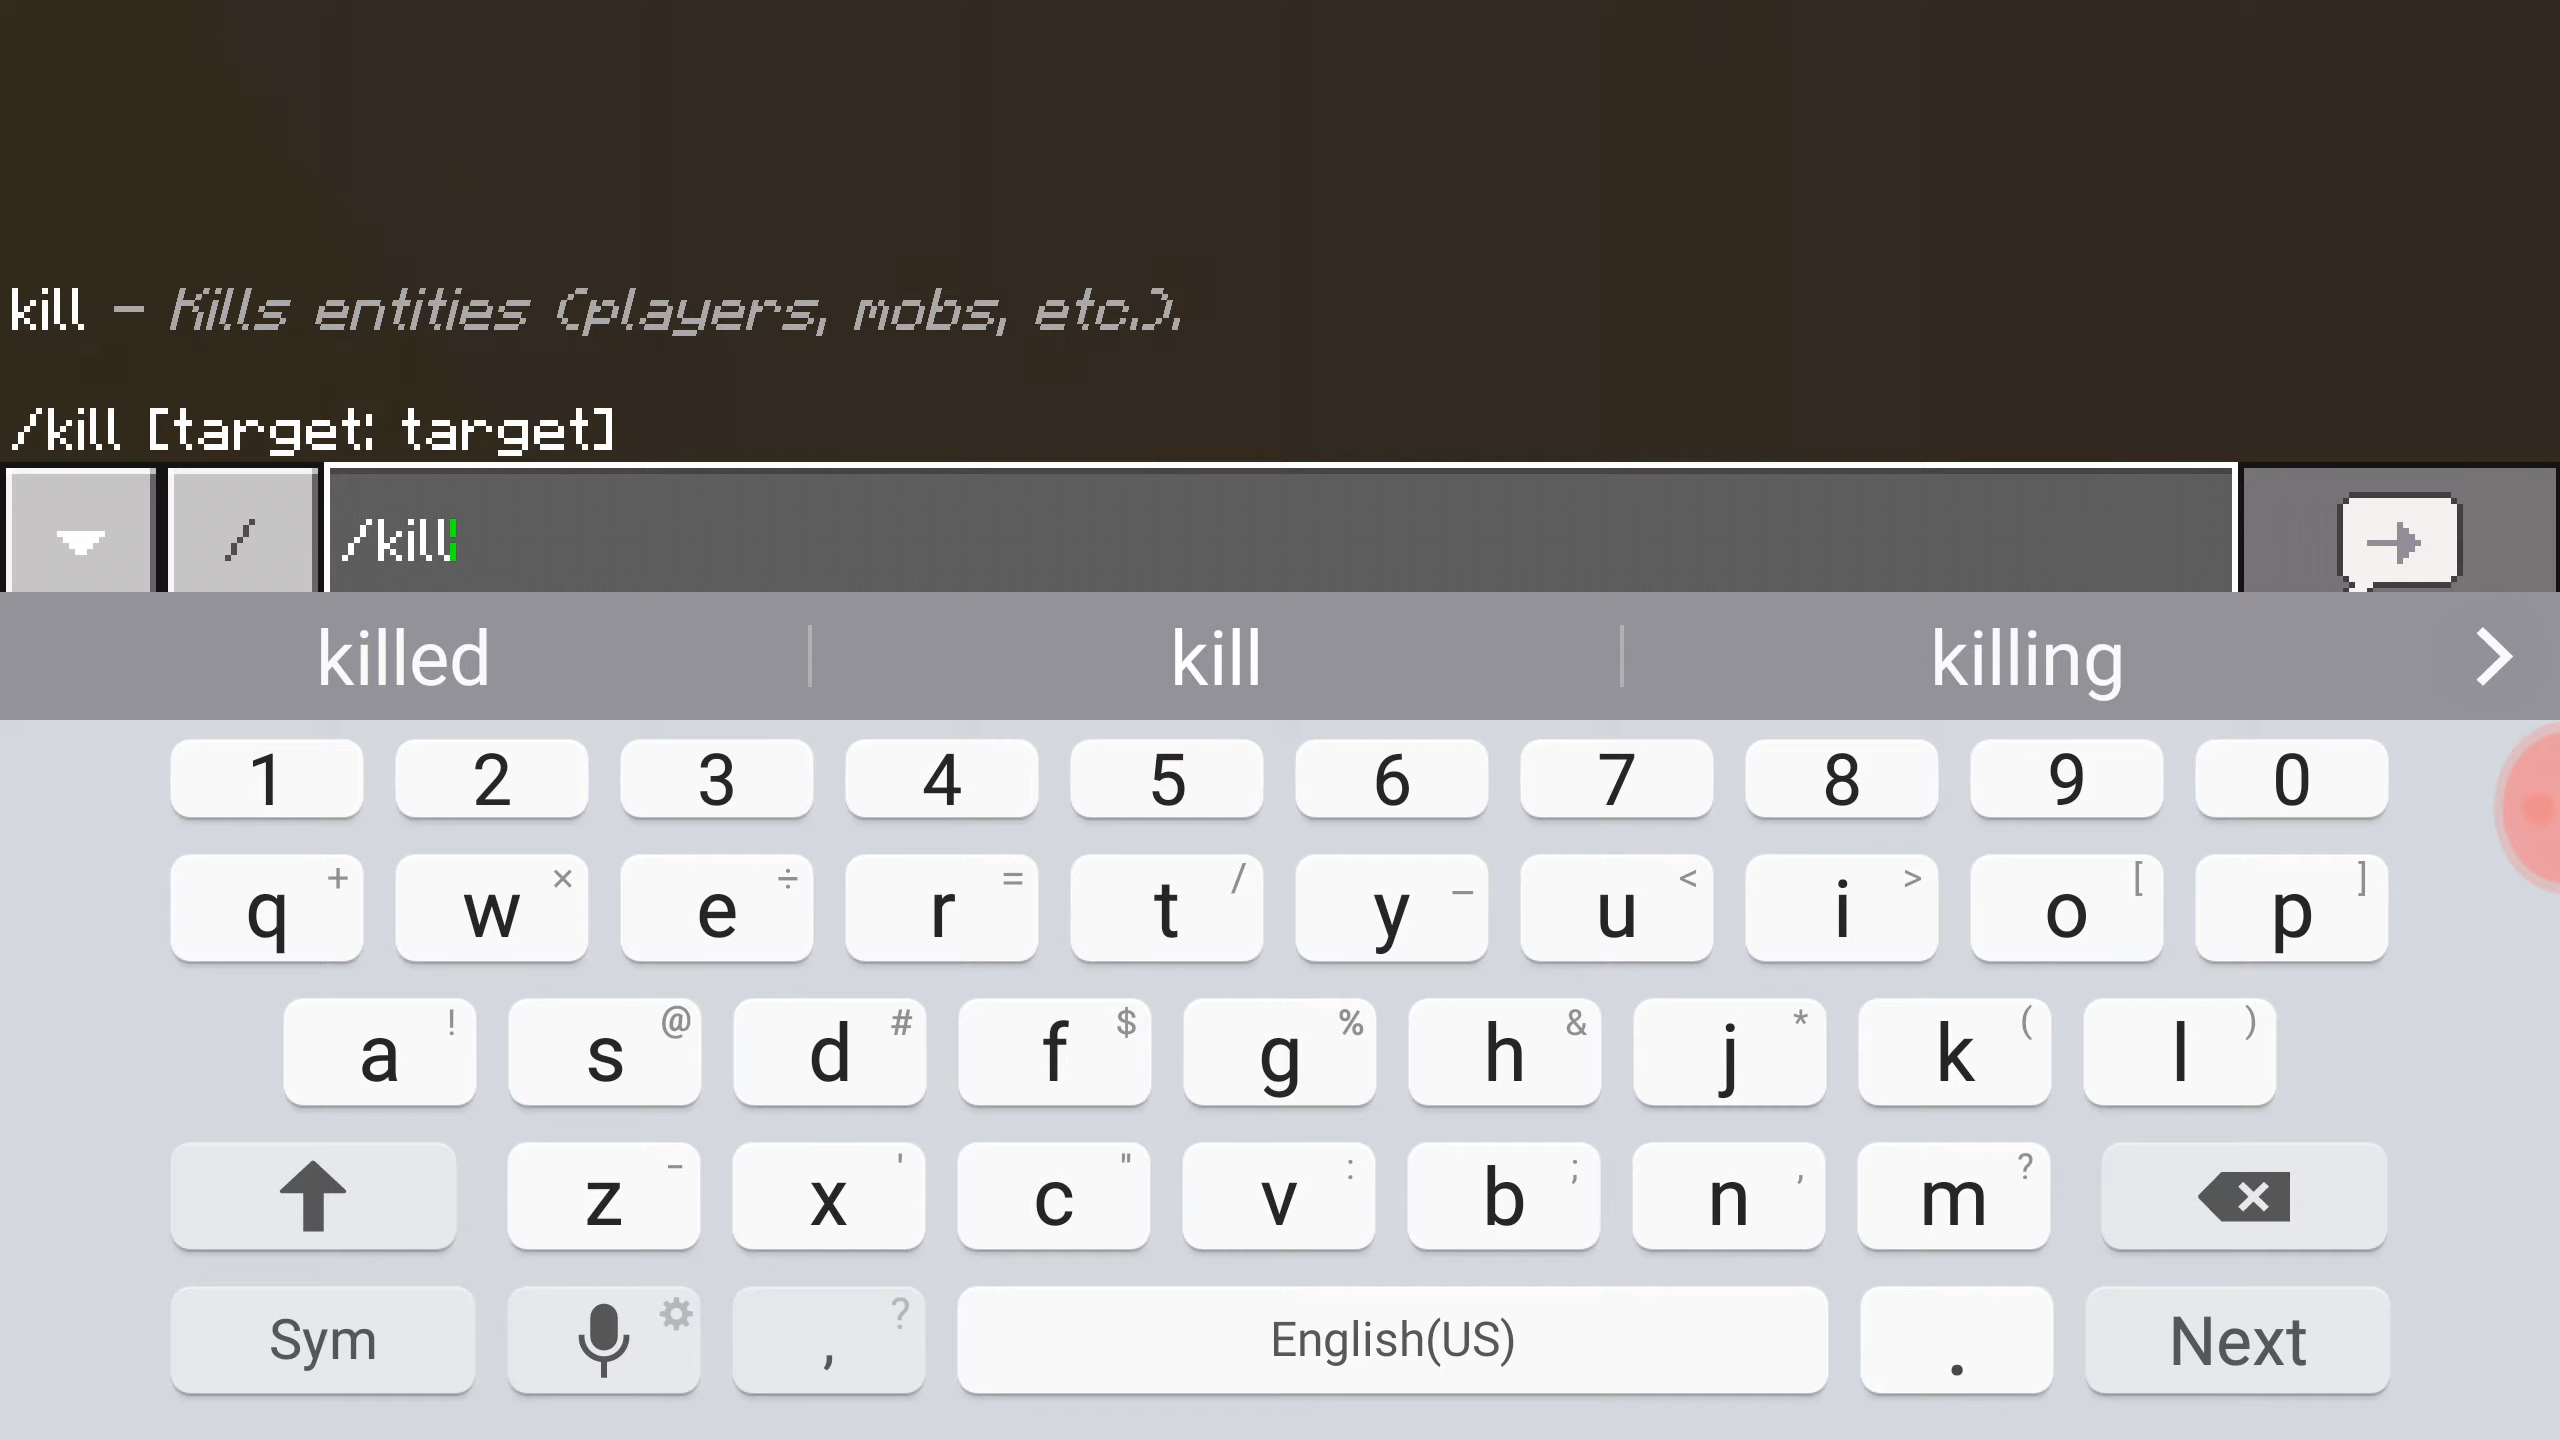 kill - Kills entities (players, mobs, etc.).
/kill [target: target]
/
/kill
killed kill killing
1 2 3 4 5 6 7 8 9 0
q + w × e ÷ r = t / y _ u < i > o [ p ]
a ! s @ d # f $ g % h & j * k ( l )
z - x ' c " v : b ; n , m ?
Sym , ? English(US) . Next